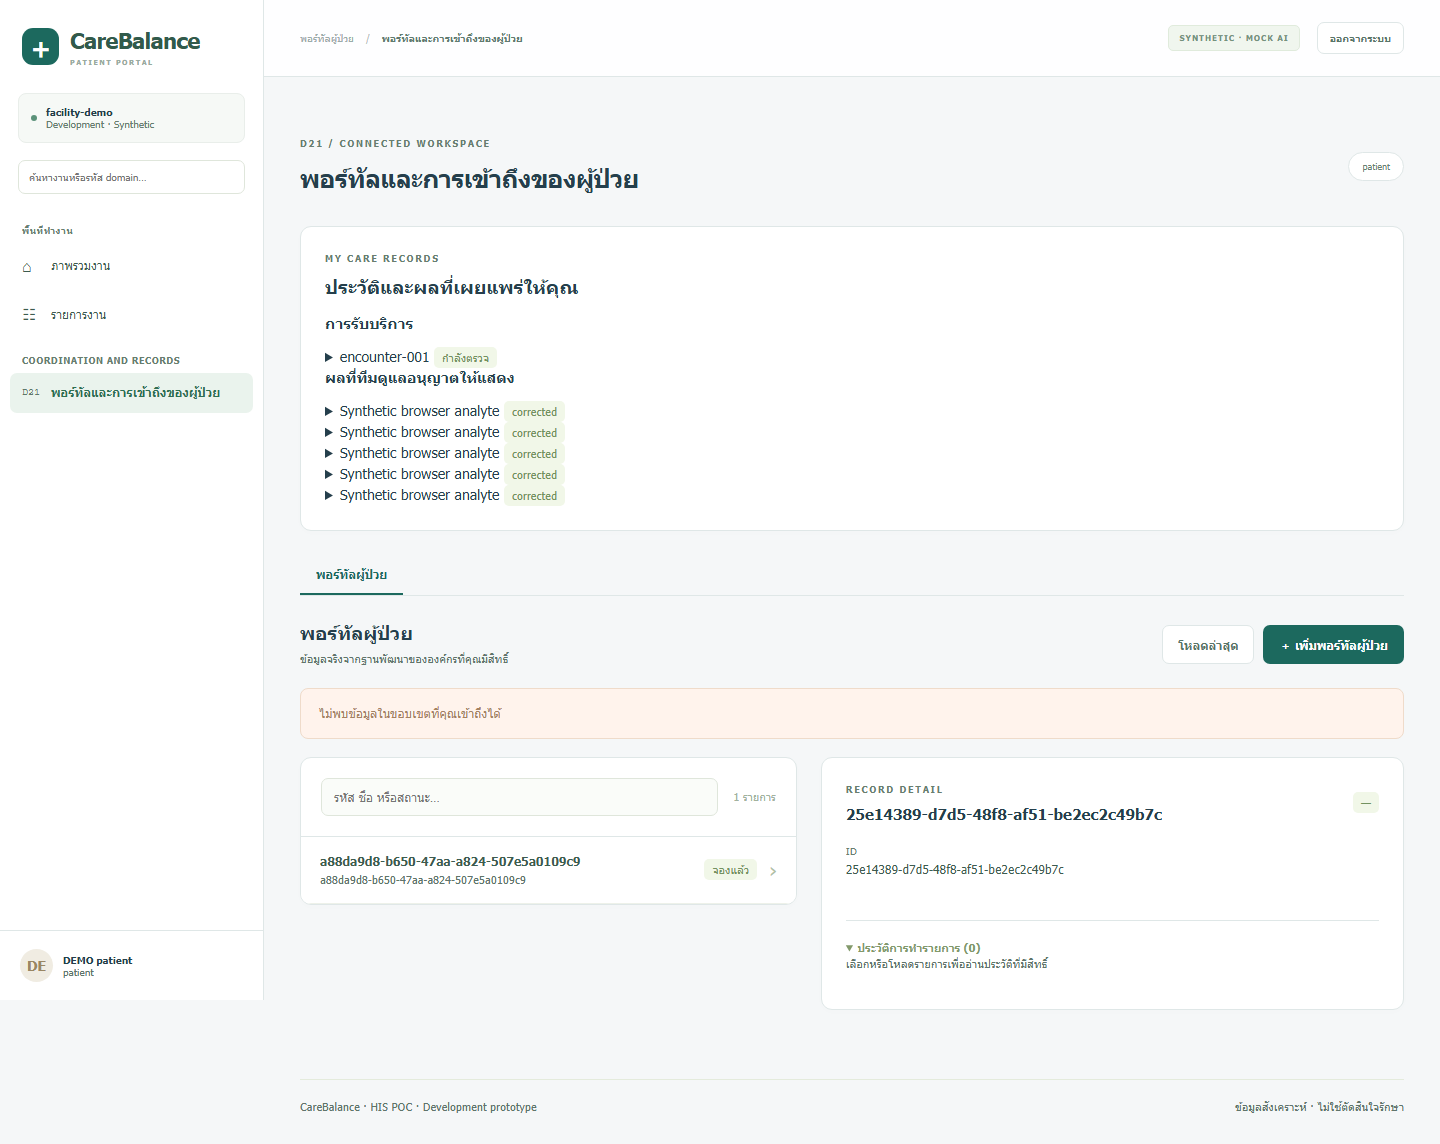 CareBalance
PATIENT PORTAL
facility-demo
Development · Synthetic
ค้นหางานหรือรหัส domain...
พื้นที่ทำงาน
ภาพรวมงาน
รายการงาน
COORDINATION AND RECORDS
D21 พอร์ทัลและการเข้าถึงของผู้ป่วย
DE
DEMO patient
patient
พอร์ทัลผู้ป่วย / พอร์ทัลและการเข้าถึงของผู้ป่วย
SYNTHETIC · MOCK AI
ออกจากระบบ
D21 / CONNECTED WORKSPACE
พอร์ทัลและการเข้าถึงของผู้ป่วย
patient
MY CARE RECORDS
ประวัติและผลที่เผยแพร่ให้คุณ
การรับบริการ
encounter-001 กำลังตรวจ
ผลที่ทีมดูแลอนุญาตให้แสดง
Synthetic browser analyte corrected
Synthetic browser analyte corrected
Synthetic browser analyte corrected
Synthetic browser analyte corrected
Synthetic browser analyte corrected
พอร์ทัลผู้ป่วย
พอร์ทัลผู้ป่วย
ข้อมูลจริงจากฐานพัฒนาขององค์กรที่คุณมีสิทธิ์
โหลดล่าสุด
+ เพิ่มพอร์ทัลผู้ป่วย
ไม่พบข้อมูลในขอบเขตที่คุณเข้าถึงได้
รหัส ชื่อ หรือสถานะ...
1 รายการ
a88da9d8-b650-47aa-a824-507e5a0109c9
a88da9d8-b650-47aa-a824-507e5a0109c9
จองแล้ว
RECORD DETAIL
25e14389-d7d5-48f8-af51-be2ec2c49b7c
—
ID
25e14389-d7d5-48f8-af51-be2ec2c49b7c
ประวัติการทำรายการ (0)
เลือกหรือโหลดรายการเพื่ออ่านประวัติที่มีสิทธิ์
CareBalance · HIS POC · Development prototype
ข้อมูลสังเคราะห์ · ไม่ใช้ตัดสินใจรักษา